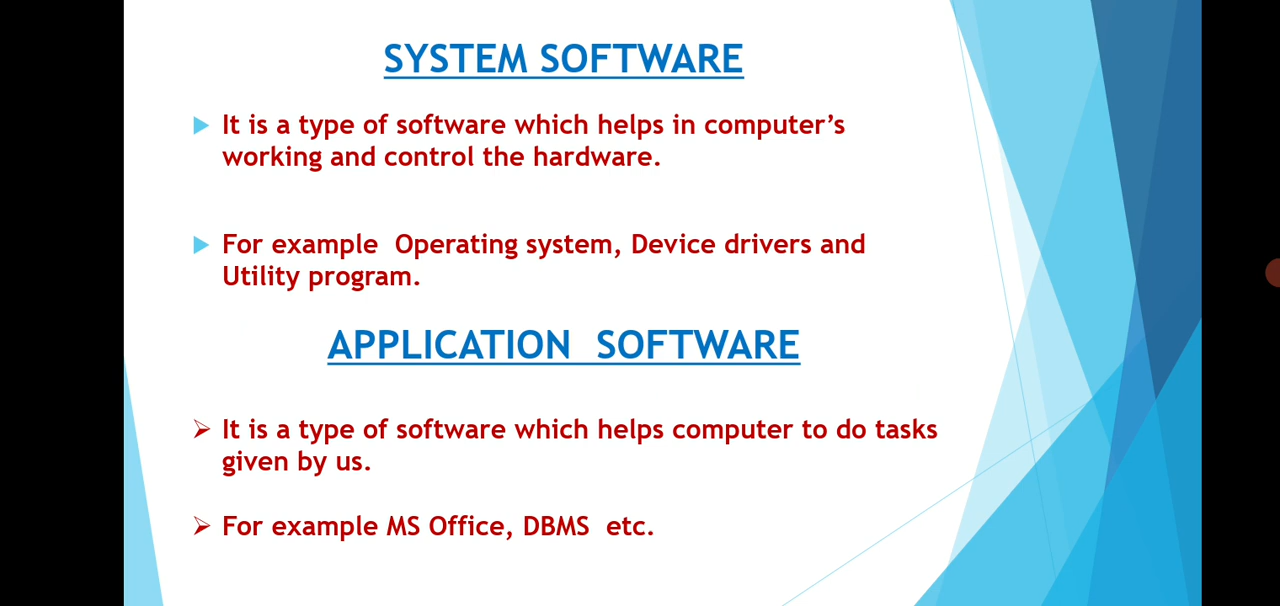 SYSTEM SOFTWARE
It is a type of software which helps in computer’s
working and control the hardware.
For example  Operating system, Device drivers and
Utility program.
APPLICATION  SOFTWARE
It is a type of software which helps computer to do tasks
given by us.
For example MS Office, DBMS  etc.